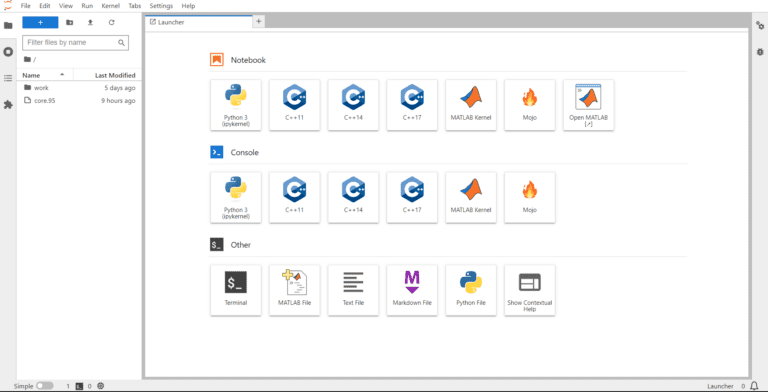 File Edit View Run Kernel Tabs Settings Help
+
Filter files by name
/
Name Last Modified
work 5 days ago
core.95 9 hours ago
Launcher +
Notebook
Python 3 (ipykernel)
C++11
C++14
C++17
MATLAB Kernel
Mojo
Open MATLAB [↗]
Console
Python 3 (ipykernel)
C++11
C++14
C++17
MATLAB Kernel
Mojo
$_ Other
Terminal
MATLAB File
Text File
Markdown File
Python File
Show Contextual Help
Simple 1 0
Launcher 0